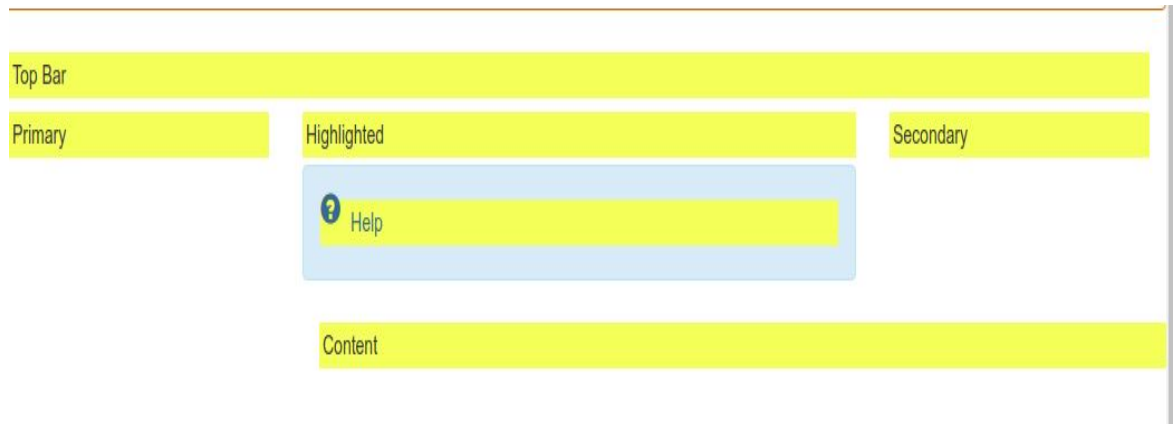 Top Bar
Primary
Highlighted
Secondary
Help
Content